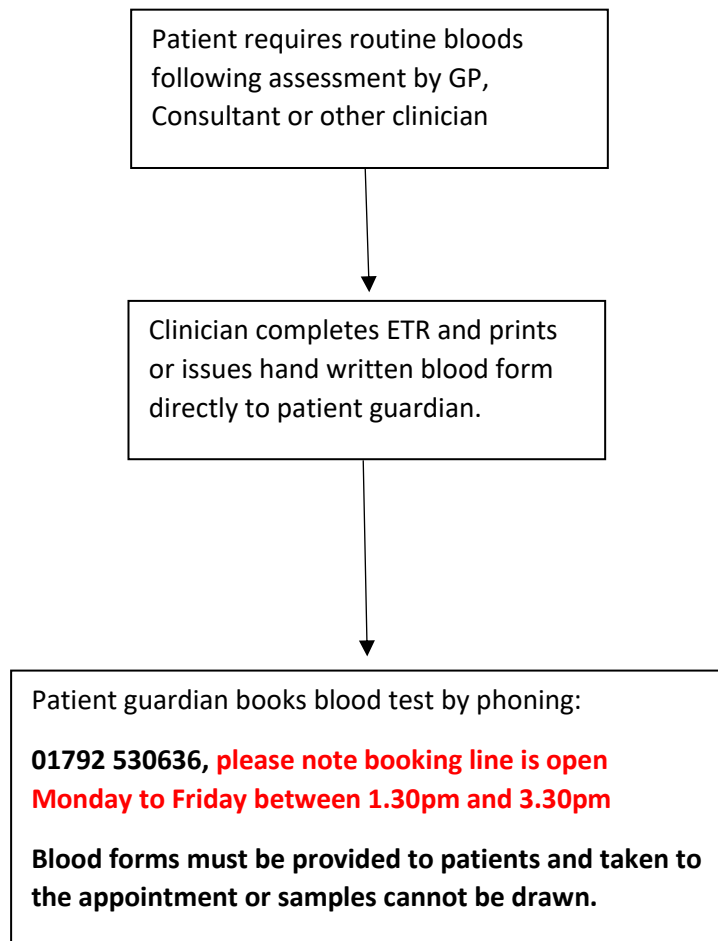 Patient requires routine bloods
following assessment by GP,
Consultant or other clinician
Clinician completes ETR and prints
or issues hand written blood form
directly to patient guardian.
Patient guardian books blood test by phoning:
01792 530636, please note booking line is open
Monday to Friday between 1.30pm and 3.30pm
Blood forms must be provided to patients and taken to
the appointment or samples cannot be drawn.